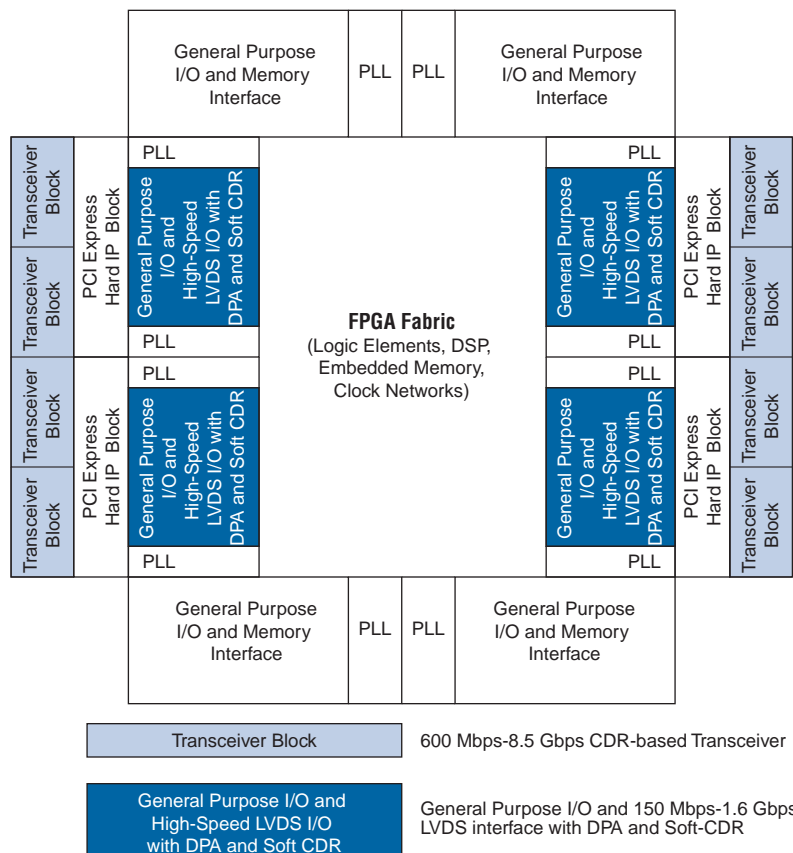 General Purpose
I/O and Memory
Interface
PLL
PLL
General Purpose
I/O and Memory
Interface
Transceiver
Block
Transceiver
Block
PCI Express
Hard IP Block
PLL
General Purpose
I/O and
High-Speed
LVDS I/O with
DPA and Soft CDR
PLL
PLL
General Purpose
I/O and
High-Speed
LVDS I/O with
DPA and Soft CDR
PCI Express
Hard IP Block
Transceiver
Block
Transceiver
Block
FPGA Fabric
(Logic Elements, DSP,
Embedded Memory,
Clock Networks)
Transceiver
Block
Transceiver
Block
PCI Express
Hard IP Block
PLL
General Purpose
I/O and
High-Speed
LVDS I/O with
DPA and Soft CDR
PLL
PLL
General Purpose
I/O and
High-Speed
LVDS I/O with
DPA and Soft CDR
PLL
PLL
PCI Express
Hard IP Block
Transceiver
Block
Transceiver
Block
General Purpose
I/O and Memory
Interface
PLL
PLL
General Purpose
I/O and Memory
Interface
Transceiver Block
600 Mbps-8.5 Gbps CDR-based Transceiver
General Purpose I/O and
High-Speed LVDS I/O
with DPA and Soft CDR
General Purpose I/O and 150 Mbps-1.6 Gbps
LVDS interface with DPA and Soft-CDR